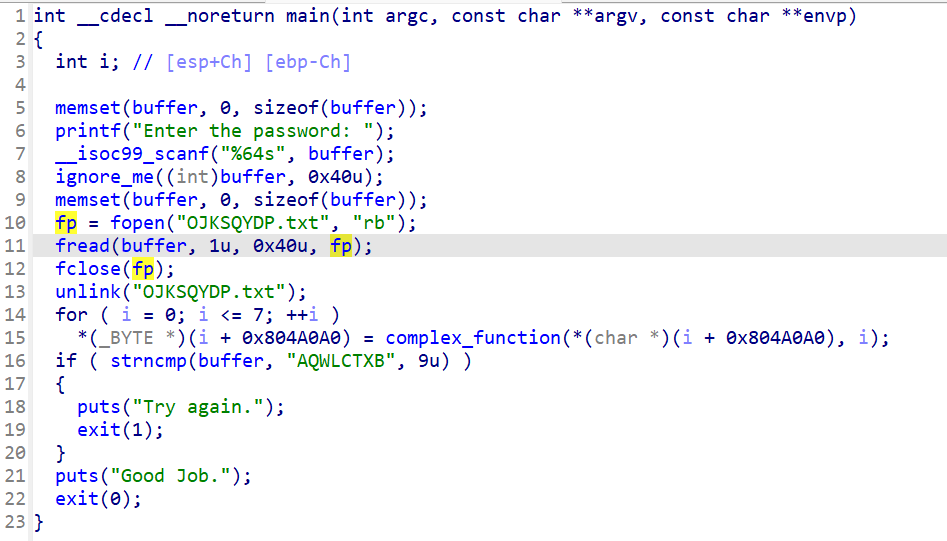 1 int __cdecl __noreturn main(int argc, const char **argv, const char **envp)
2 {
3   int i; // [esp+Ch] [ebp-Ch]
4
5   memset(buffer, 0, sizeof(buffer));
6   printf("Enter the password: ");
7   __isoc99_scanf("%64s", buffer);
8   ignore_me((int)buffer, 0x40u);
9   memset(buffer, 0, sizeof(buffer));
10   fp = fopen("OJKSQYDP.txt", "rb");
11   fread(buffer, 1u, 0x40u, fp);
12   fclose(fp);
13   unlink("OJKSQYDP.txt");
14   for ( i = 0; i <= 7; ++i )
15     *(_BYTE *)(i + 0x804A0A0) = complex_function(*(char *)(i + 0x804A0A0), i);
16   if ( strncmp(buffer, "AQWLCTXB", 9u) )
17   {
18     puts("Try again.");
19     exit(1);
20   }
21   puts("Good Job.");
22   exit(0);
23 }